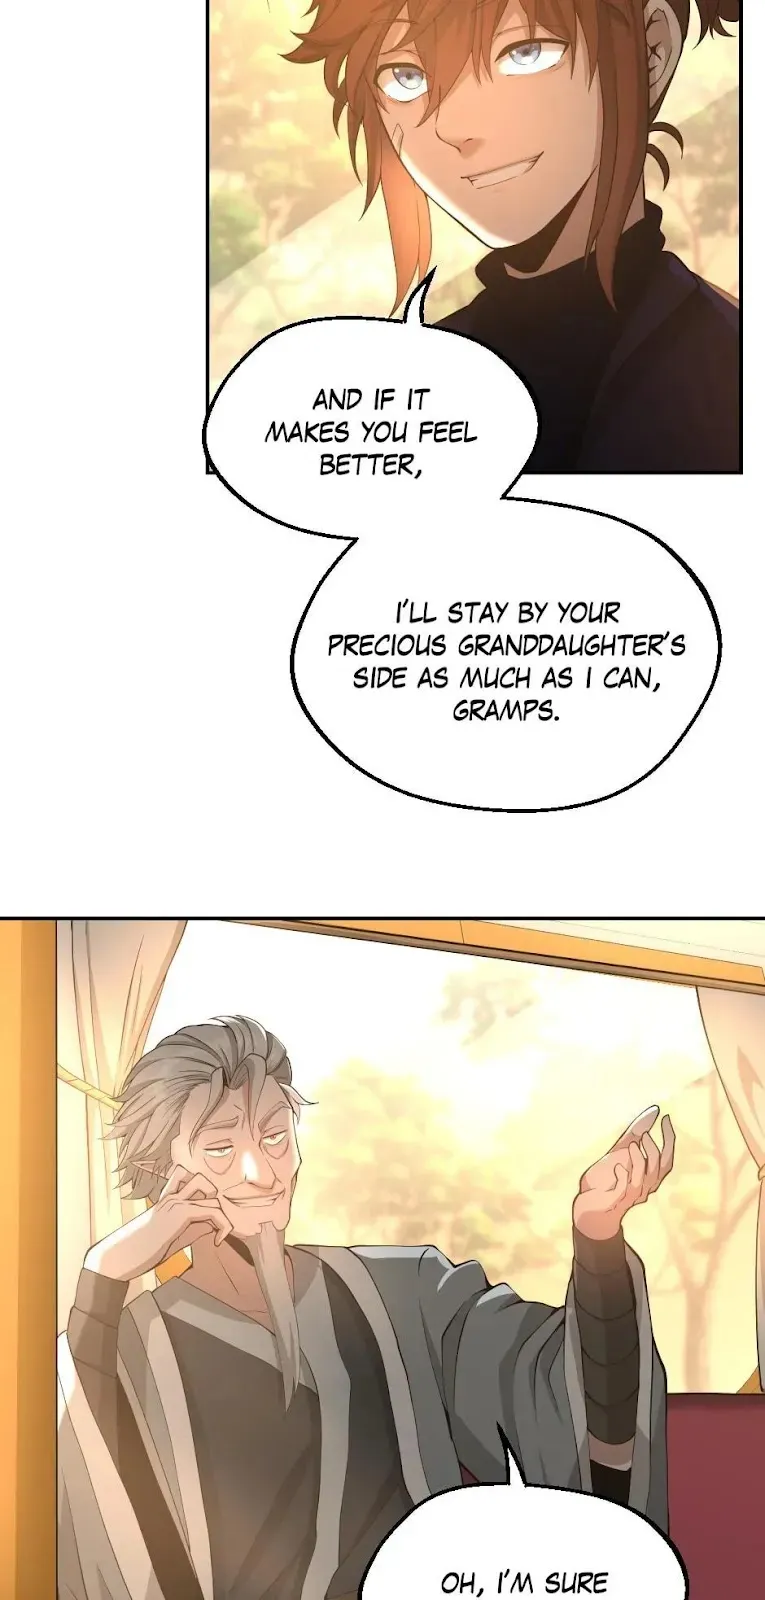 AND IF IT
MAKES YOU FEEL
BETTER,
I'LL STAY BY YOUR
PRECIOUS GRANDDAUGHTER'S
SIDE AS MUCH AS I CAN,
GRAMPS.
OH, I'M SURE